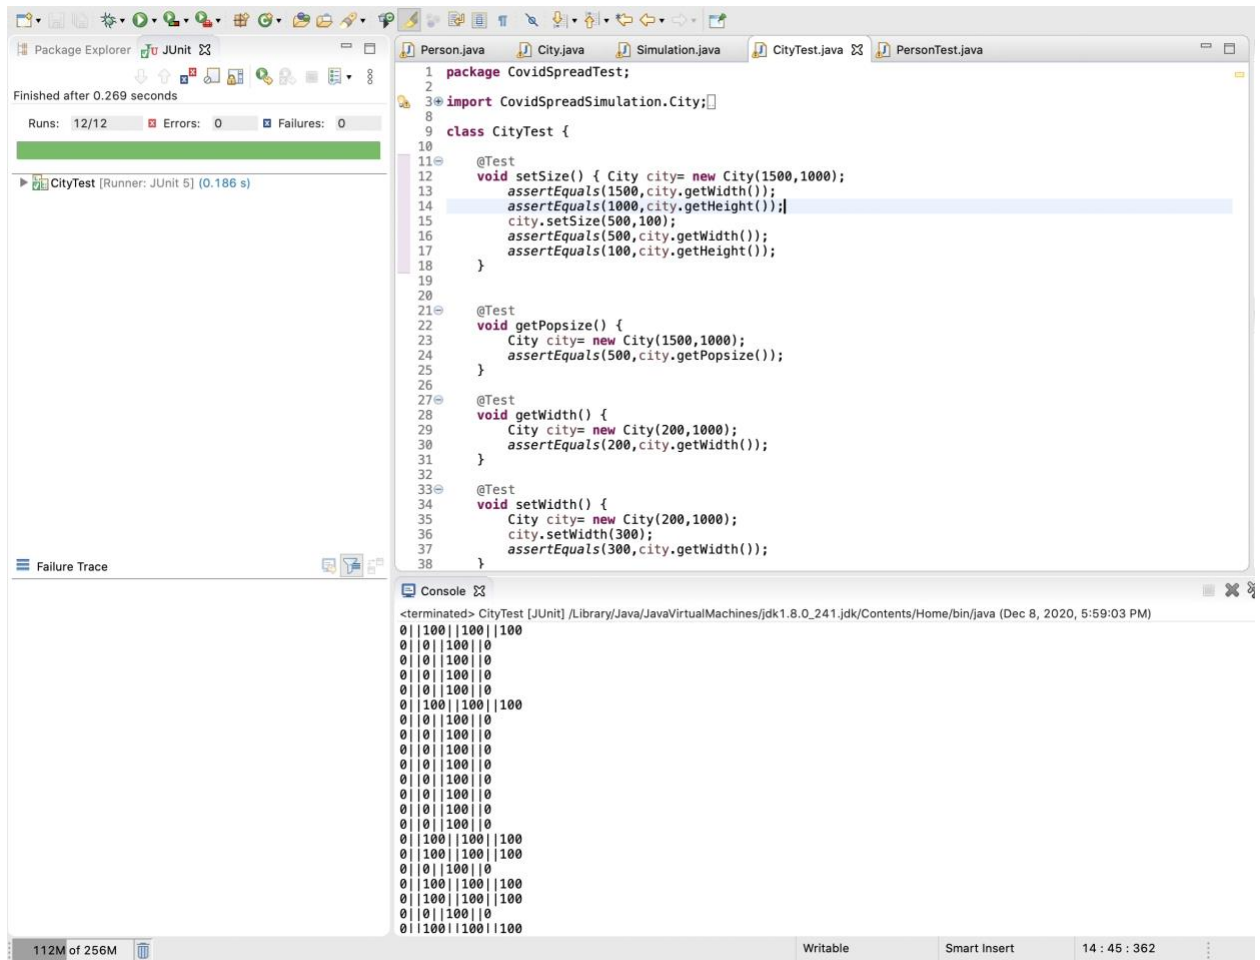 Package Explorer JUnit
Finished after 0.269 seconds
Runs: 12/12 Errors: 0 Failures: 0
CityTest [Runner: JUnit 5] (0.186 s)
Failure Trace
Person.java City.java Simulation.java CityTest.java PersonTest.java
1 package CovidSpreadTest;
2
3 import CovidSpreadSimulation.City;
8
9 class CityTest {
10
11 @Test
12 void setSize() { City city= new City(1500,1000);
13 assertEquals(1500,city.getWidth());
14 assertEquals(1000,city.getHeight());
15 city.setSize(500,100);
16 assertEquals(500,city.getWidth());
17 assertEquals(100,city.getHeight());
18 }
19
20
21 @Test
22 void getPopsize() {
23 City city= new City(1500,1000);
24 assertEquals(500,city.getPopsize());
25 }
26
27 @Test
28 void getWidth() {
29 City city= new City(200,1000);
30 assertEquals(200,city.getWidth());
31 }
32
33 @Test
34 void setWidth() {
35 City city= new City(200,1000);
36 city.setWidth(300);
37 assertEquals(300,city.getWidth());
38 }
Console
<terminated> CityTest [JUnit] /Library/Java/JavaVirtualMachines/jdk1.8.0_241.jdk/Contents/Home/bin/java (Dec 8, 2020, 5:59:03 PM)
0||100||100||100
0||0||100||0
0||0||100||0
0||0||100||0
0||0||100||0
0||100||100||100
0||0||100||0
0||0||100||0
0||0||100||0
0||0||100||0
0||0||100||0
0||0||100||0
0||0||100||0
0||0||100||0
0||100||100||100
0||100||100||100
0||0||100||0
0||100||100||100
0||100||100||100
0||0||100||0
0||100||100||100
112M of 256M Writable Smart Insert 14 : 45 : 362